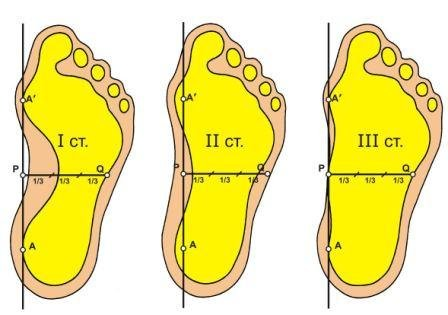 A′ A′ A′
I ст. II ст. III ст.
P Q P Q P Q
1/3 1/3 1/3 1/3 1/3 1/3 1/3 1/3 1/3
A A A